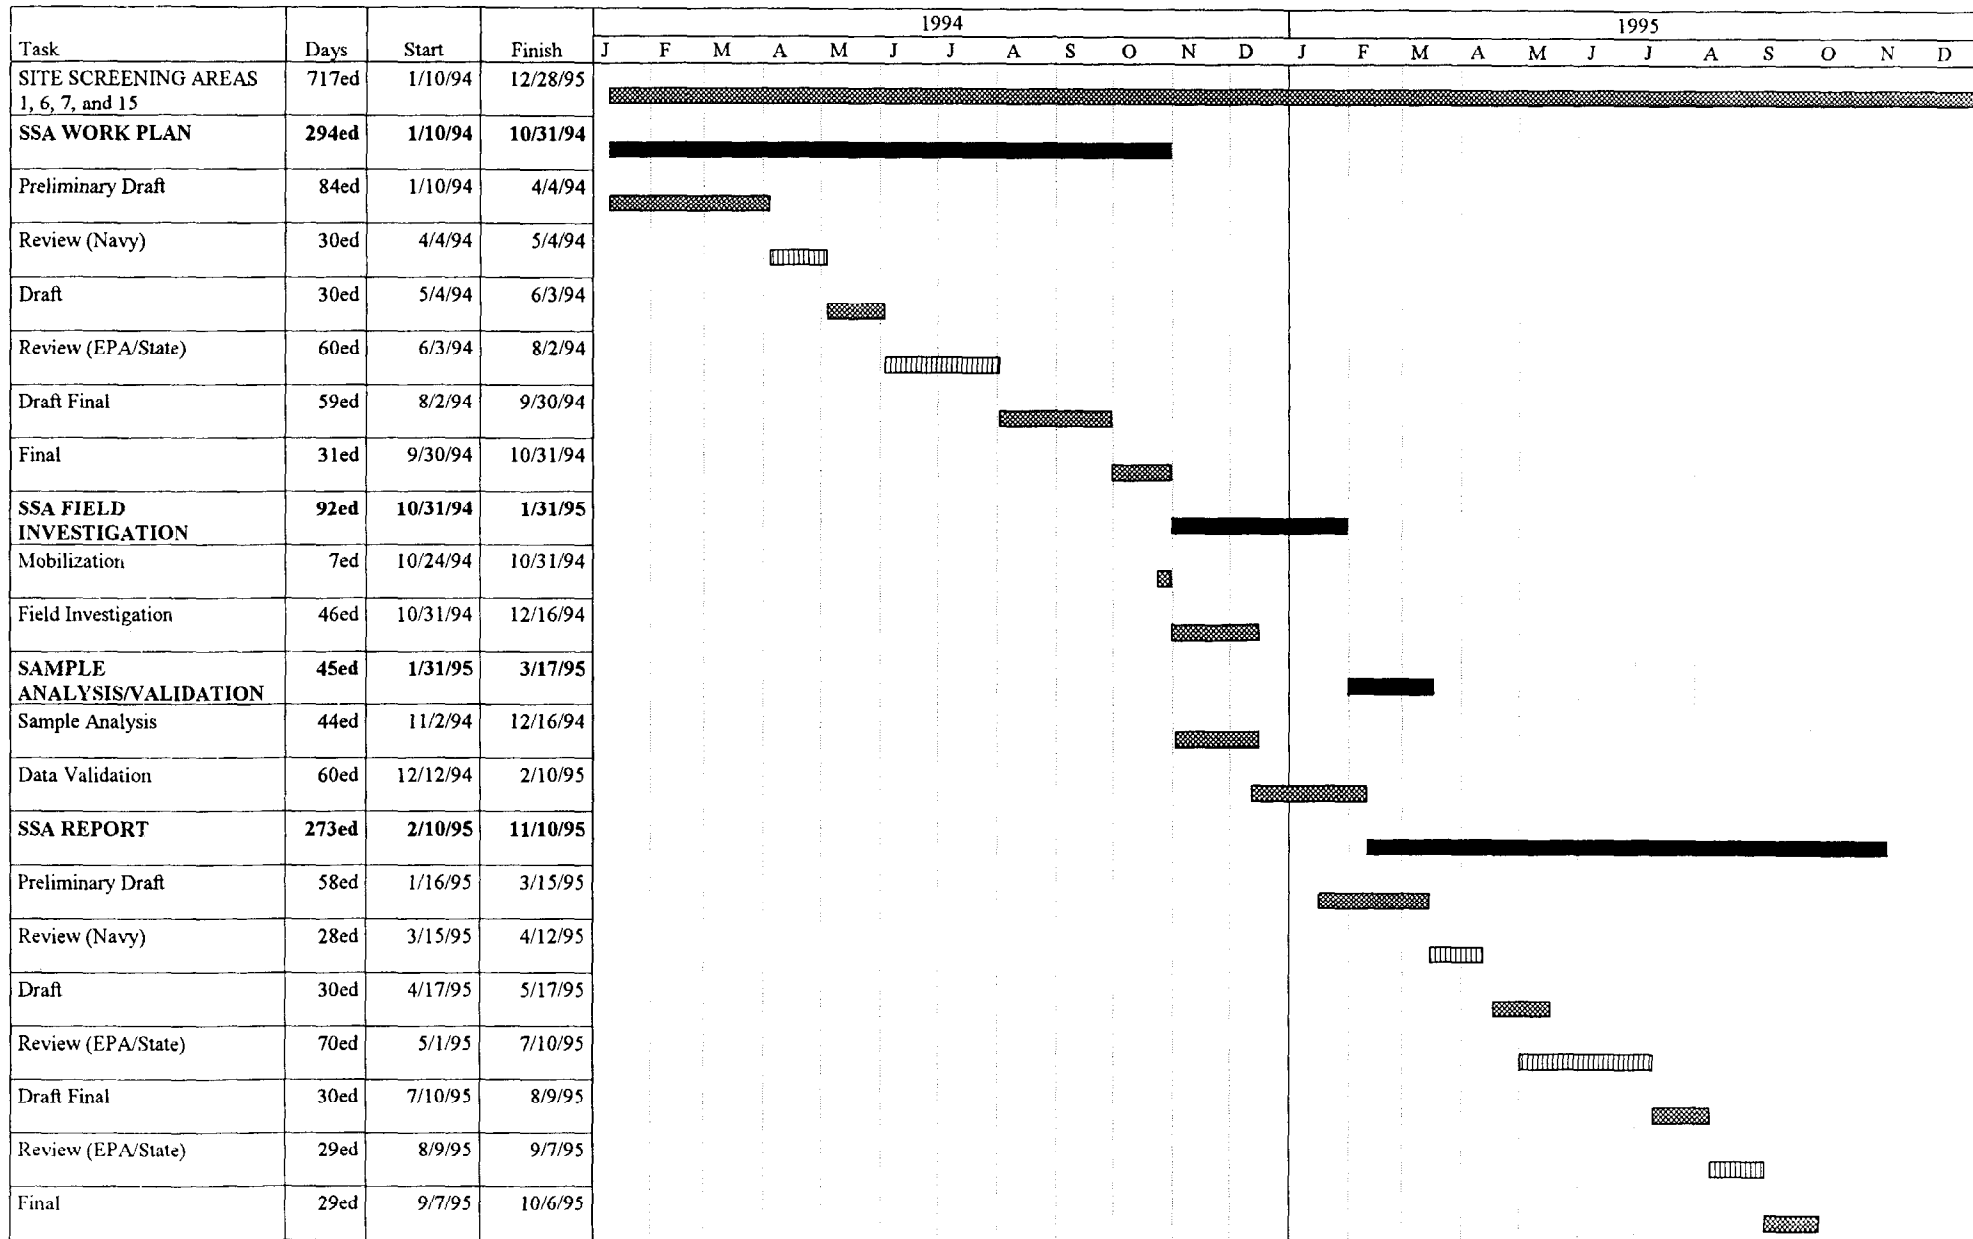 1994 1995
Task Days Start Finish J F M A M J J A S O N D J F M A M J J A S O N D
SITE SCREENING AREAS 717ed 1/10/94 12/28/95
1, 6, 7, and 15
SSA WORK PLAN 294ed 1/10/94 10/31/94
Preliminary Draft 84ed 1/10/94 4/4/94
Review (Navy) 30ed 4/4/94 5/4/94
Draft 30ed 5/4/94 6/3/94
Review (EPA/State) 60ed 6/3/94 8/2/94
Draft Final 59ed 8/2/94 9/30/94
Final 31ed 9/30/94 10/31/94
SSA FIELD 92ed 10/31/94 1/31/95
INVESTIGATION
Mobilization 7ed 10/24/94 10/31/94
Field Investigation 46ed 10/31/94 12/16/94
SAMPLE 45ed 1/31/95 3/17/95
ANALYSIS/VALIDATION
Sample Analysis 44ed 11/2/94 12/16/94
Data Validation 60ed 12/12/94 2/10/95
SSA REPORT 273ed 2/10/95 11/10/95
Preliminary Draft 58ed 1/16/95 3/15/95
Review (Navy) 28ed 3/15/95 4/12/95
Draft 30ed 4/17/95 5/17/95
Review (EPA/State) 70ed 5/1/95 7/10/95
Draft Final 30ed 7/10/95 8/9/95
Review (EPA/State) 29ed 8/9/95 9/7/95
Final 29ed 9/7/95 10/6/95